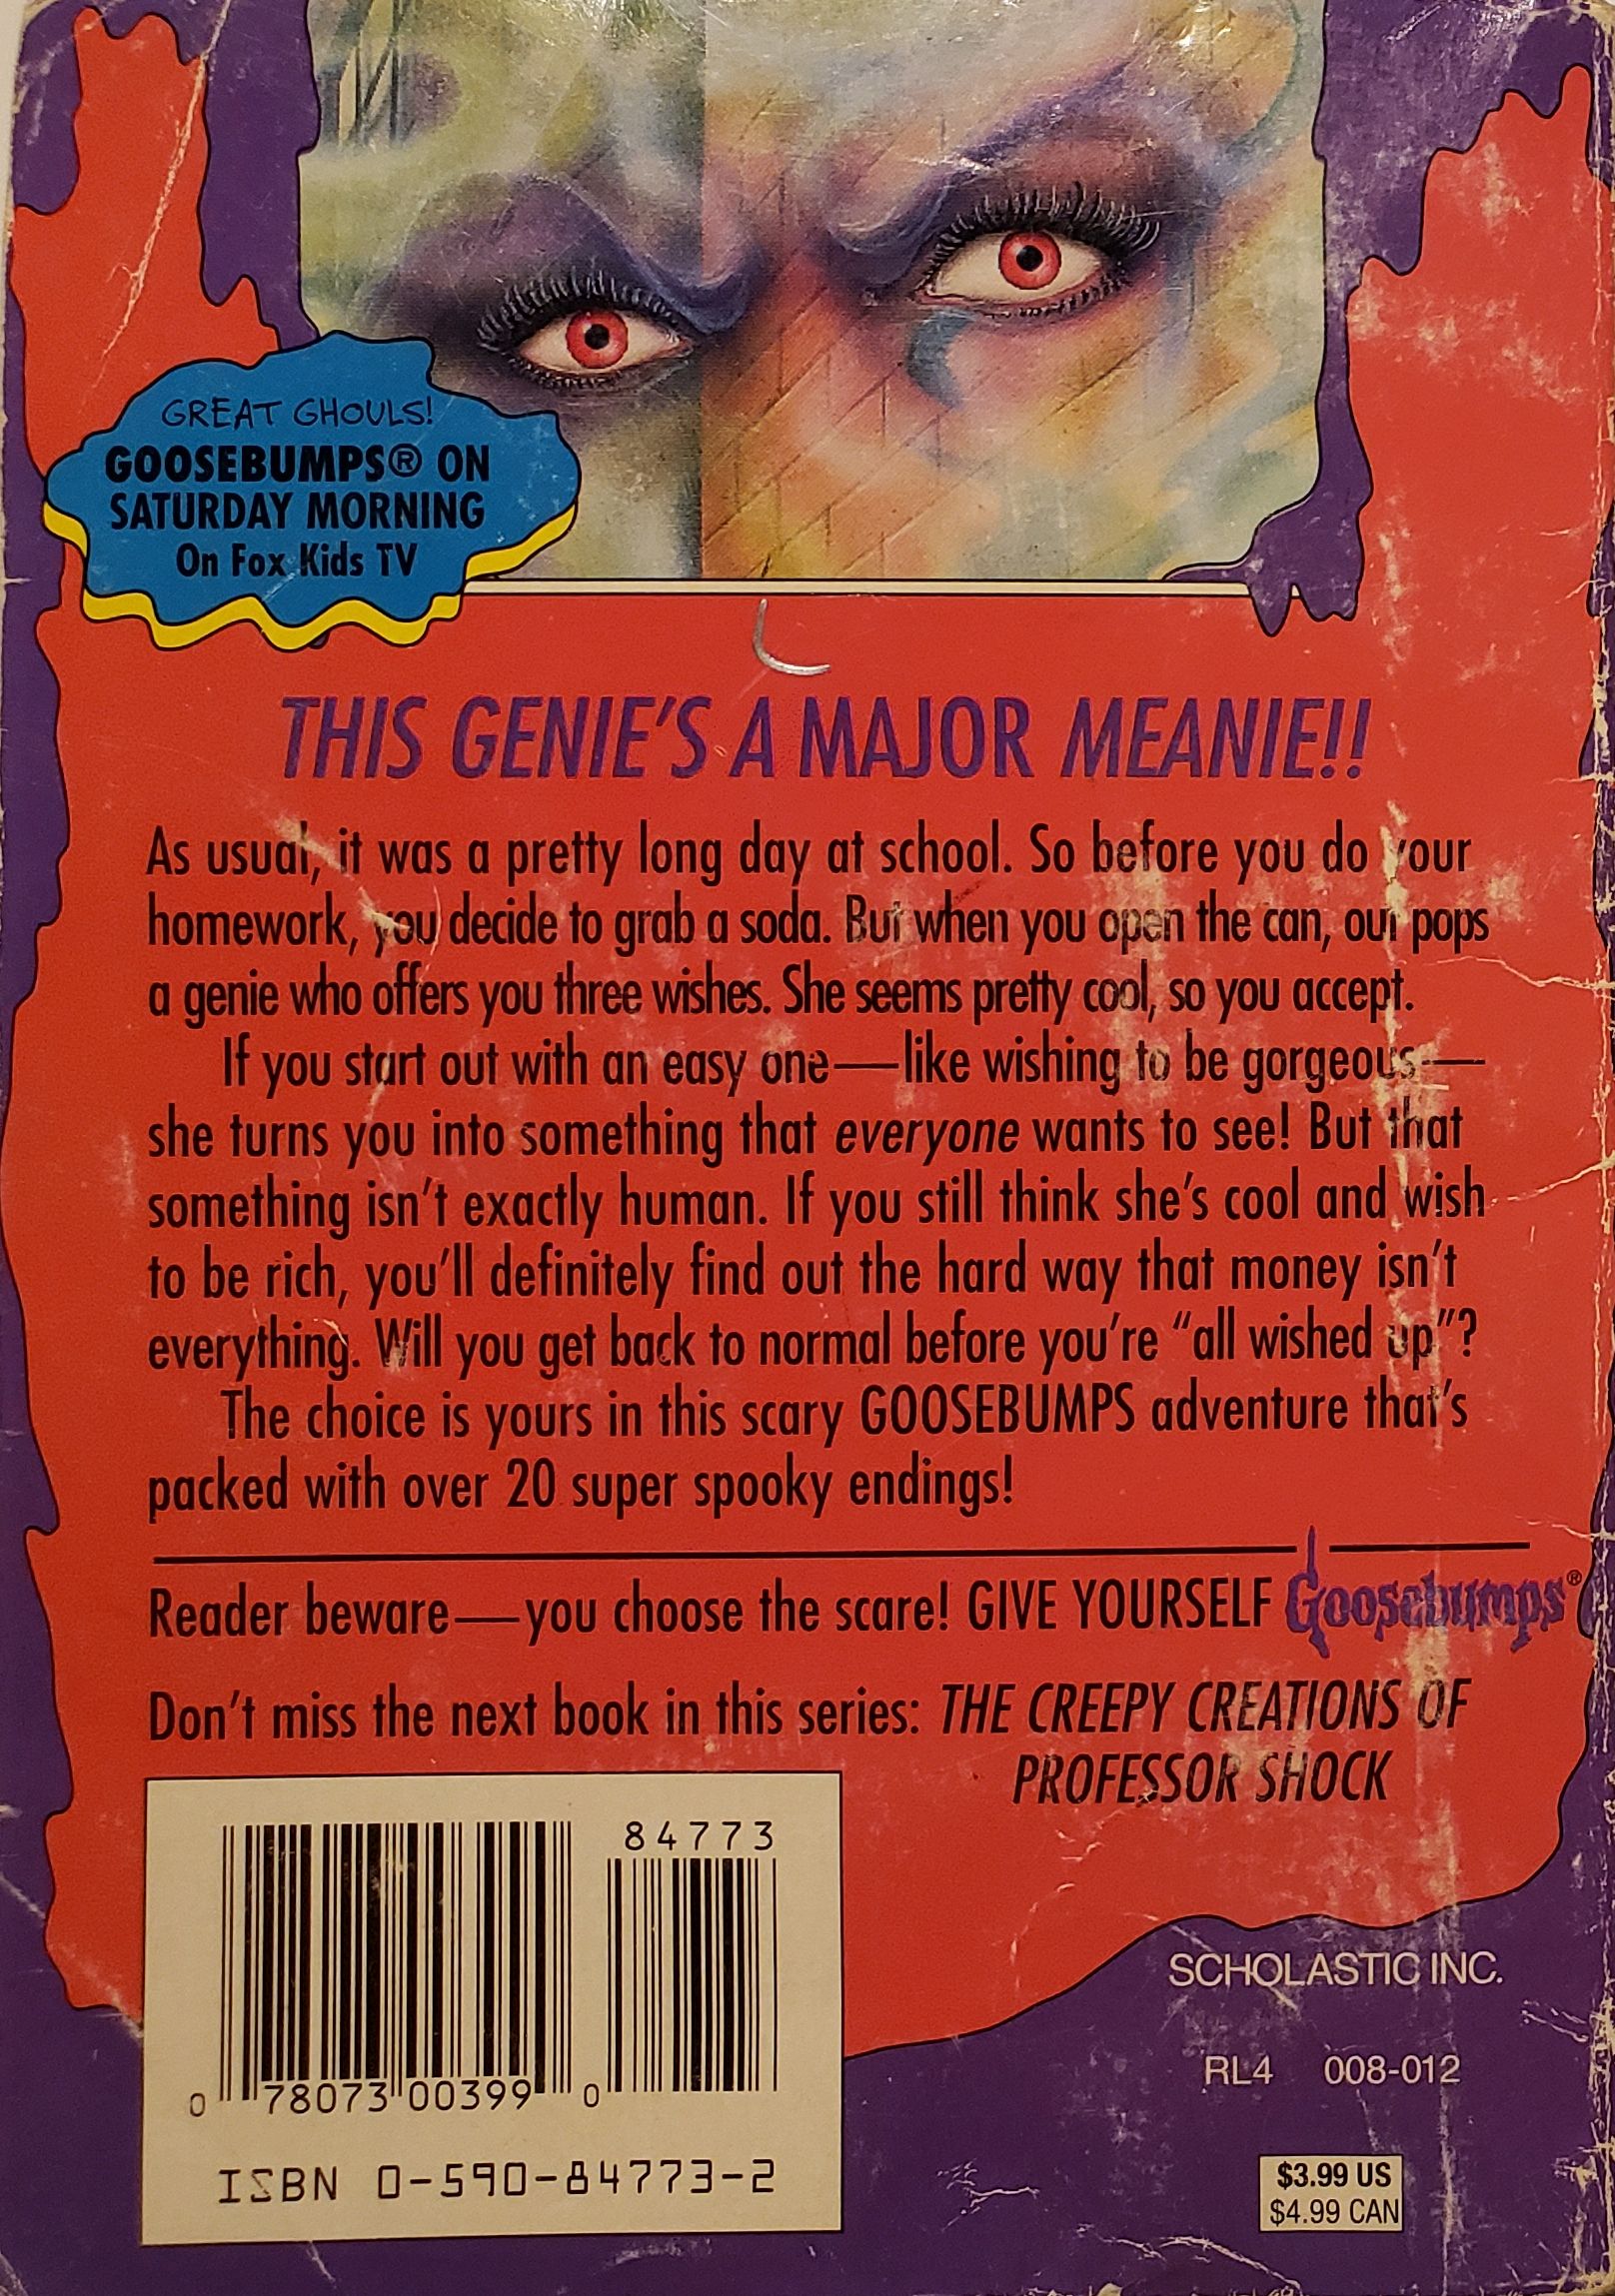 GREAT GHOULS!
GOOSEBUMPS® ON
SATURDAY MORNING
On Fox Kids TV
THIS GENIE'S A MAJOR MEANIE!!
As usual, it was a pretty long day at school. So before you do your
homework, you decide to grab a soda. But when you open the can, out pops
a genie who offers you three wishes. She seems pretty cool, so you accept.
If you start out with an easy one—like wishing to be gorgeous—
she turns you into something that everyone wants to see! But that
something isn't exactly human. If you still think she's cool and wish
to be rich, you'll definitely find out the hard way that money isn't
everything. Will you get back to normal before you're “all wished up”?
The choice is yours in this scary GOOSEBUMPS adventure that's
packed with over 20 super spooky endings!
Reader beware—you choose the scare! GIVE YOURSELF Goosebumps®
Don't miss the next book in this series: THE CREEPY CREATIONS OF
PROFESSOR SHOCK
84773
0 78073 00399 0
ISBN 0-590-84773-2
SCHOLASTIC INC.
RL4 008-012
$3.99 US
$4.99 CAN